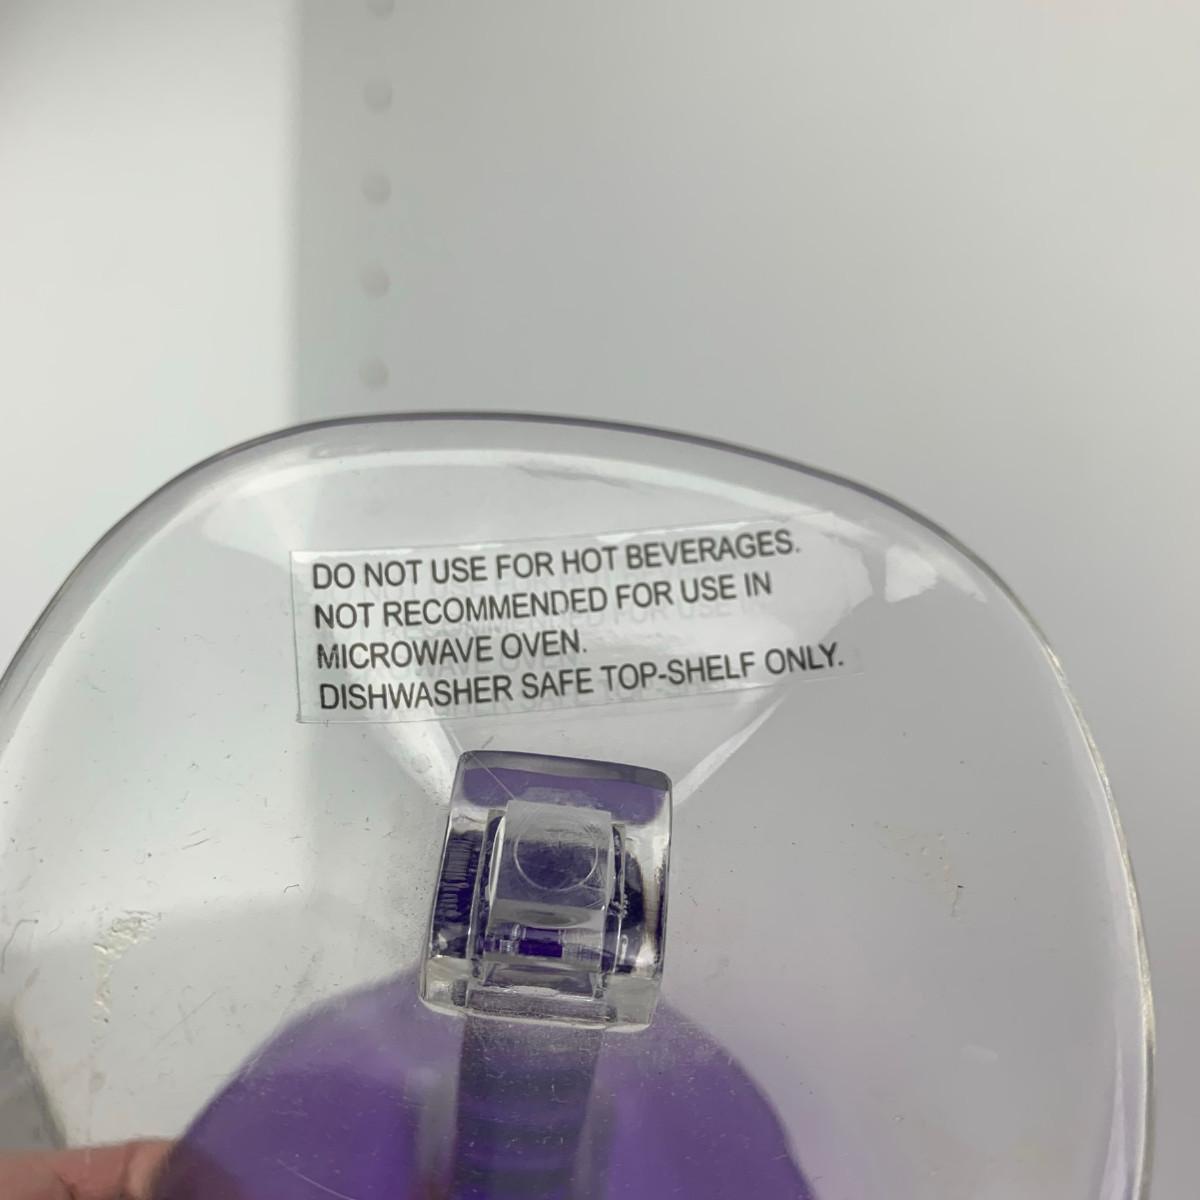 DO NOT USE FOR HOT BEVERAGES.
NOT RECOMMENDED FOR USE IN
MICROWAVE OVEN.
DISHWASHER SAFE TOP-SHELF ONLY.